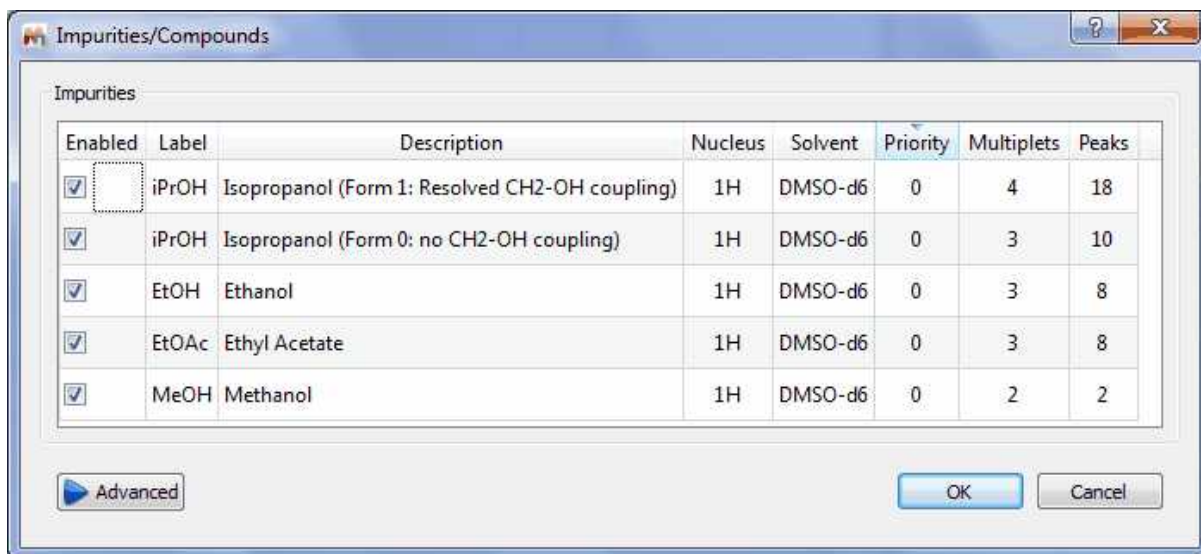 Impurities/Compounds
Impurities
Enabled Label Description Nucleus Solvent Priority Multiplets Peaks
iPrOH Isopropanol (Form 1: Resolved CH2-OH coupling) 1H DMSO-d6 0 4 18
iPrOH Isopropanol (Form 0: no CH2-OH coupling) 1H DMSO-d6 0 3 10
EtOH Ethanol 1H DMSO-d6 0 3 8
EtOAc Ethyl Acetate 1H DMSO-d6 0 3 8
MeOH Methanol 1H DMSO-d6 0 2 2
Advanced OK Cancel